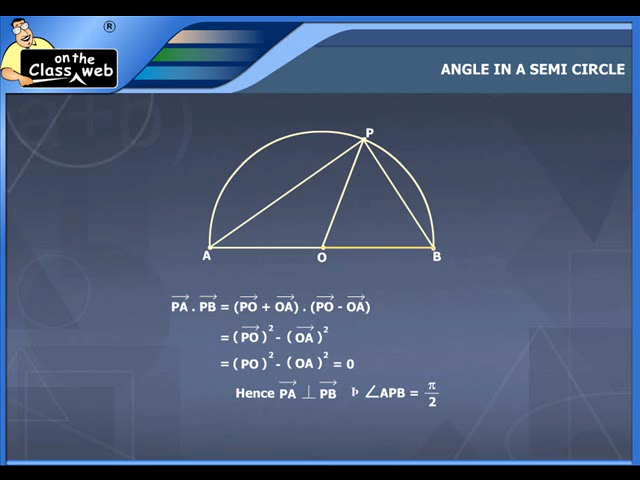 ®
on the
Class web
ANGLE IN A SEMI CIRCLE
P
A
O
B
PA⃗ . PB⃗ = (PO⃗ + OA⃗) . (PO⃗ - OA⃗)
= (PO⃗)² - (OA⃗)²
= (PO)² - (OA)² = 0
Hence PA⃗ ⊥ PB⃗ Þ ∠APB = π/2